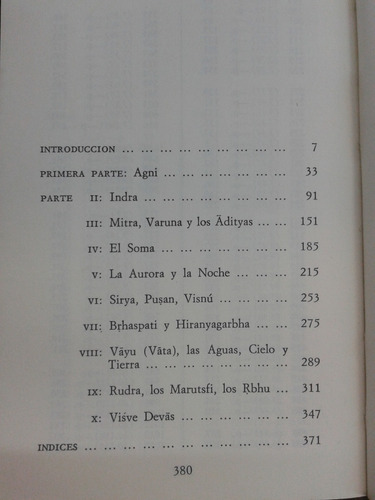 INTRODUCCION ... ... ... ... ... ... ... ... ... ... 7
PRIMERA PARTE: Agni ... ... ... ... ... ... ... ... 33
PARTE II: Indra ... ... ... ... ... ... ... ... ... 91
III: Mitra, Varuna y los Ādityas ... ... 151
IV: El Soma ... ... ... ... ... ... ... ... 185
V: La Aurora y la Noche ... ... ... ... 215
VI: Sirya, Puṣan, Visnú ... ... ... ... 253
VII: Bṛhaspati y Hiranyagarbha ... ... 275
VIII: Vāyu (Vāta), las Aguas, Cielo y
Tierra ... ... ... ... ... ... ... ... 289
IX: Rudra, los Marutsfi, los Ṛbhu ... 311
X: Viśve Devās ... ... ... ... ... ... 347
INDICES ... ... ... ... ... ... ... ... ... ... ... 371
380